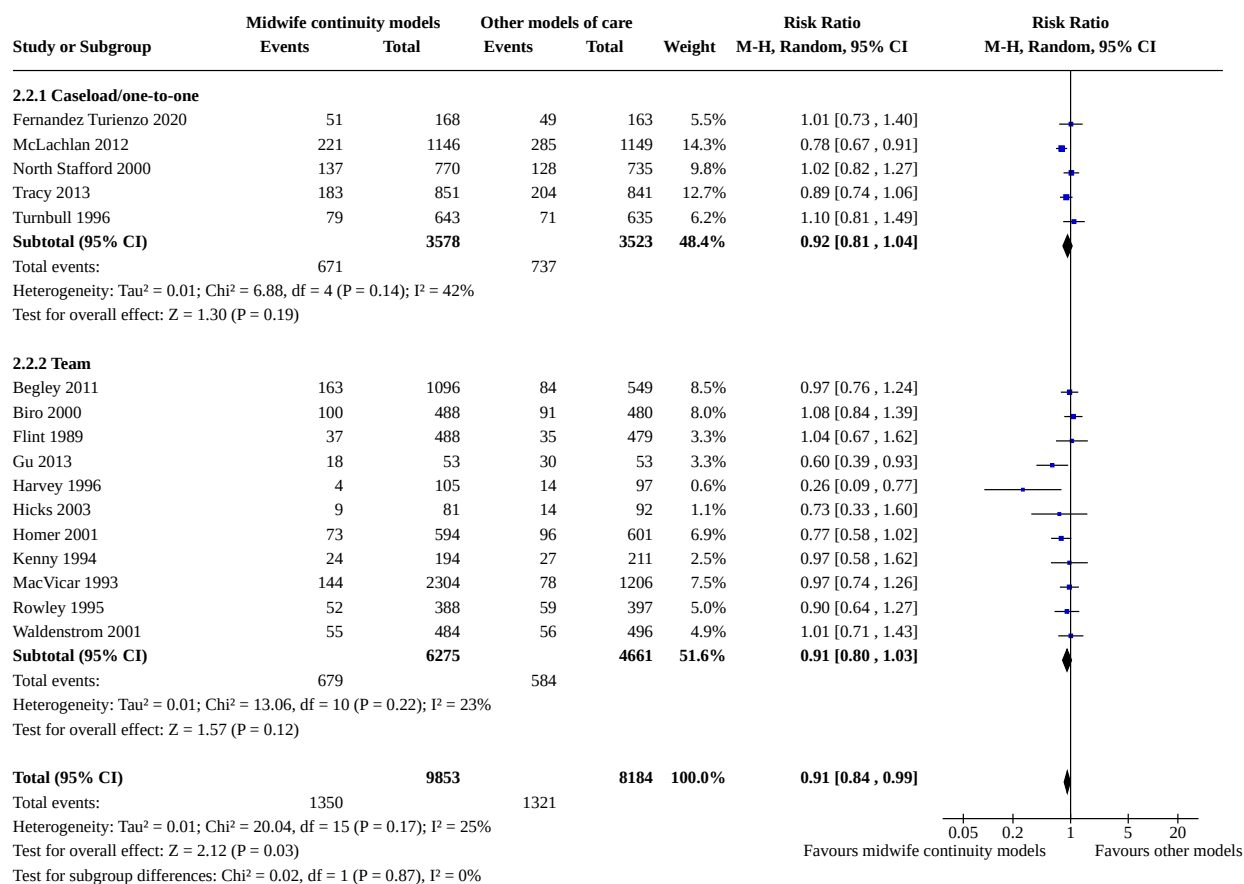 Midwife continuity models Other models of care Risk Ratio Risk Ratio
Study or Subgroup Events Total Events Total Weight M-H, Random, 95% CI M-H, Random, 95% CI
2.2.1 Caseload/one-to-one
Fernandez Turienzo 2020 51 168 49 163 5.5% 1.01 [0.73 , 1.40]
McLachlan 2012 221 1146 285 1149 14.3% 0.78 [0.67 , 0.91]
North Stafford 2000 137 770 128 735 9.8% 1.02 [0.82 , 1.27]
Tracy 2013 183 851 204 841 12.7% 0.89 [0.74 , 1.06]
Turnbull 1996 79 643 71 635 6.2% 1.10 [0.81 , 1.49]
Subtotal (95% CI) 3578 3523 48.4% 0.92 [0.81 , 1.04]
Total events: 671 737
Heterogeneity: Tau² = 0.01; Chi² = 6.88, df = 4 (P = 0.14); I² = 42%
Test for overall effect: Z = 1.30 (P = 0.19)
2.2.2 Team
Begley 2011 163 1096 84 549 8.5% 0.97 [0.76 , 1.24]
Biro 2000 100 488 91 480 8.0% 1.08 [0.84 , 1.39]
Flint 1989 37 488 35 479 3.3% 1.04 [0.67 , 1.62]
Gu 2013 18 53 30 53 3.3% 0.60 [0.39 , 0.93]
Harvey 1996 4 105 14 97 0.6% 0.26 [0.09 , 0.77]
Hicks 2003 9 81 14 92 1.1% 0.73 [0.33 , 1.60]
Homer 2001 73 594 96 601 6.9% 0.77 [0.58 , 1.02]
Kenny 1994 24 194 27 211 2.5% 0.97 [0.58 , 1.62]
MacVicar 1993 144 2304 78 1206 7.5% 0.97 [0.74 , 1.26]
Rowley 1995 52 388 59 397 5.0% 0.90 [0.64 , 1.27]
Waldenstrom 2001 55 484 56 496 4.9% 1.01 [0.71 , 1.43]
Subtotal (95% CI) 6275 4661 51.6% 0.91 [0.80 , 1.03]
Total events: 679 584
Heterogeneity: Tau² = 0.01; Chi² = 13.06, df = 10 (P = 0.22); I² = 23%
Test for overall effect: Z = 1.57 (P = 0.12)
Total (95% CI) 9853 8184 100.0% 0.91 [0.84 , 0.99]
Total events: 1350 1321
Heterogeneity: Tau² = 0.01; Chi² = 20.04, df = 15 (P = 0.17); I² = 25%
0.05 0.2 1 5 20
Test for overall effect: Z = 2.12 (P = 0.03)
Favours midwife continuity models Favours other models
Test for subgroup differences: Chi² = 0.02, df = 1 (P = 0.87), I² = 0%